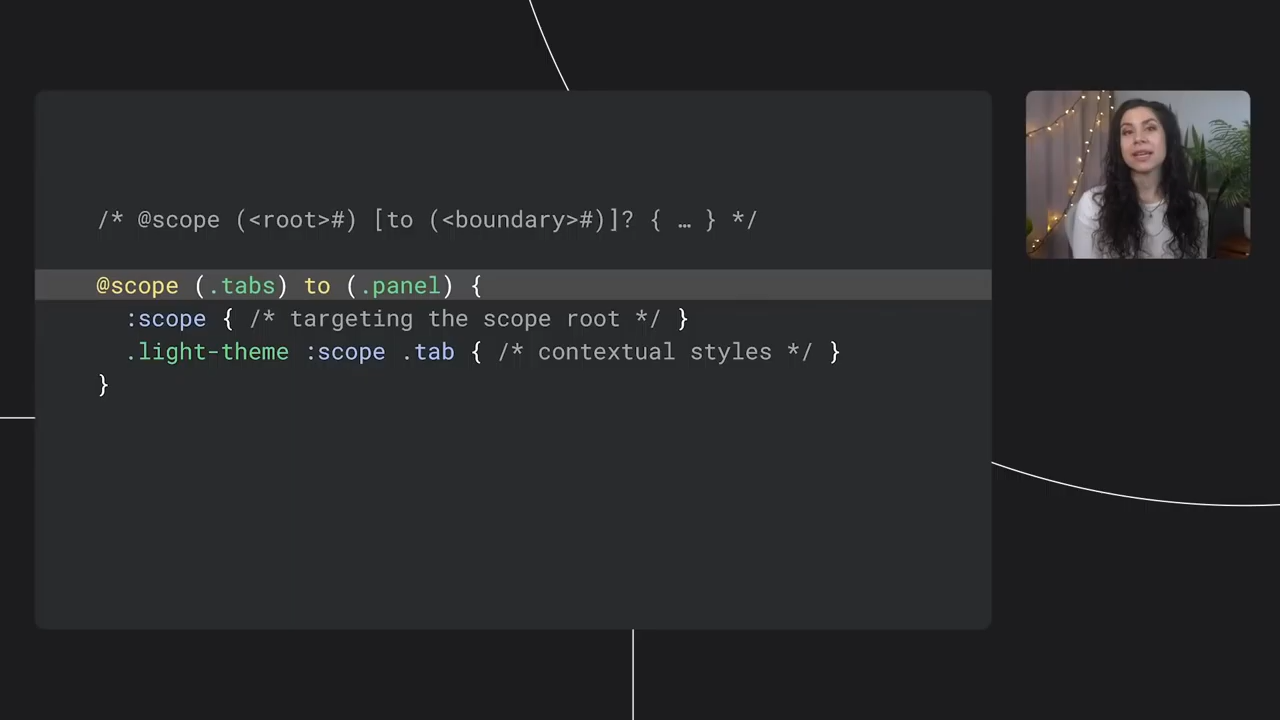 /* @scope (<root>#) [to (<boundary>#)]? { … } */
@scope (.tabs) to (.panel) {
:scope { /* targeting the scope root */ }
.light-theme :scope .tab { /* contextual styles */ }
}